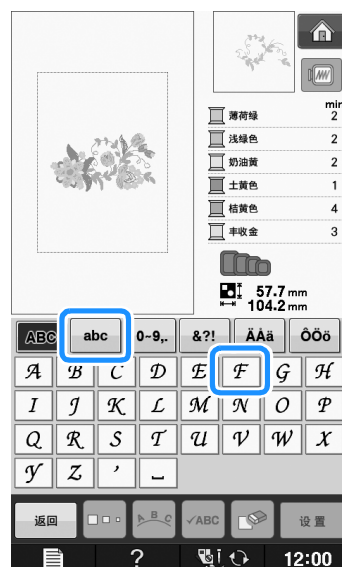 min
薄荷绿 2
浅绿色 2
奶油黄 2
土黄色 1
桔黄色 4
丰收金 3
57.7 mm
104.2 mm
ABC abc 0~9,. &?! ÄÅä ÔÖö
A B C D E F G H
I J K L M N O P
Q R S T U V W X
Y Z ’ ⎵
返回 ABC ✓ABC 设置
? 12:00